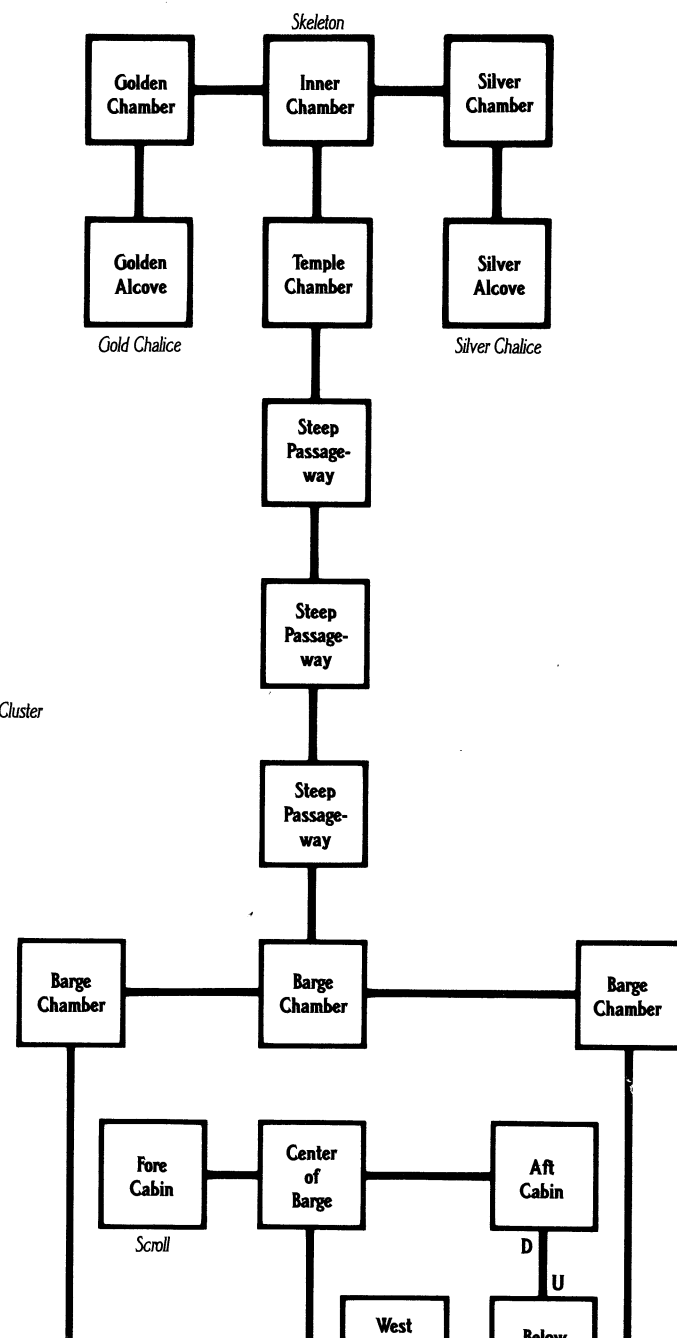 Skeleton
Golden
Chamber
Inner
Chamber
Silver
Chamber
Golden
Alcove
Temple
Chamber
Silver
Alcove
Gold Chalice
Silver Chalice
Steep
Passage-
way
Steep
Passage-
way
Cluster
Steep
Passage-
way
Barge
Chamber
Barge
Chamber
Barge
Chamber
Fore
Cabin
Center
of
Barge
Aft
Cabin
Scroll
D
U
West
Below